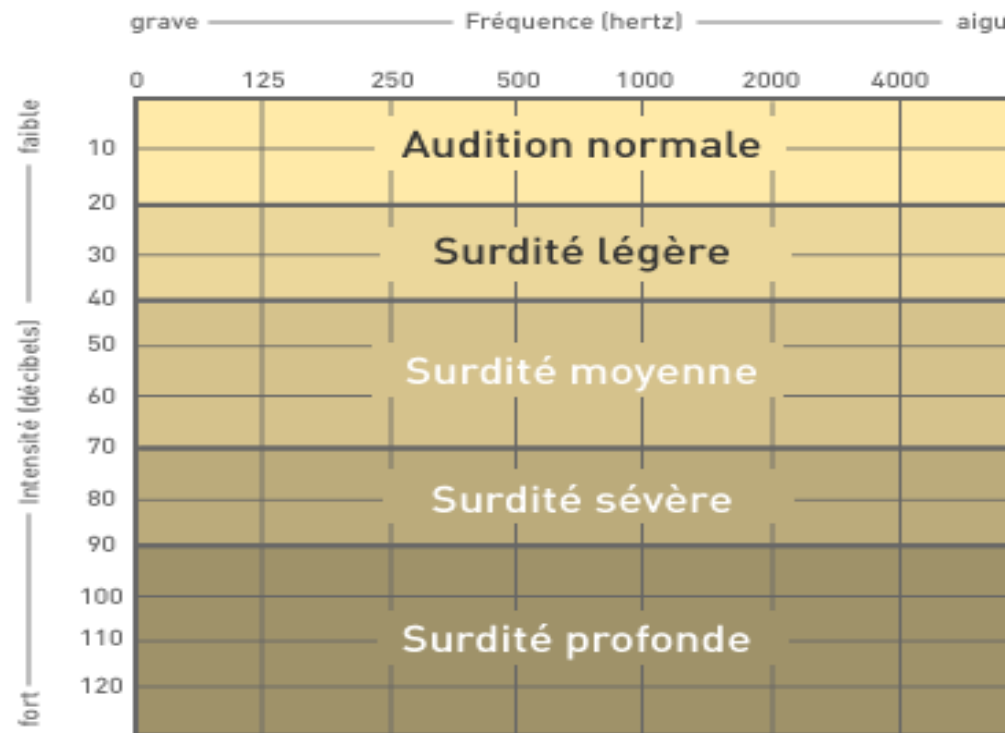 grave Fréquence (hertz) aigu
0 125 250 500 1000 2000 4000
faible
Intensité (décibels)
fort
10
Audition normale
20
30
Surdité légère
40
50
Surdité moyenne
60
70
80
Surdité sévère
90
100
110
Surdité profonde
120